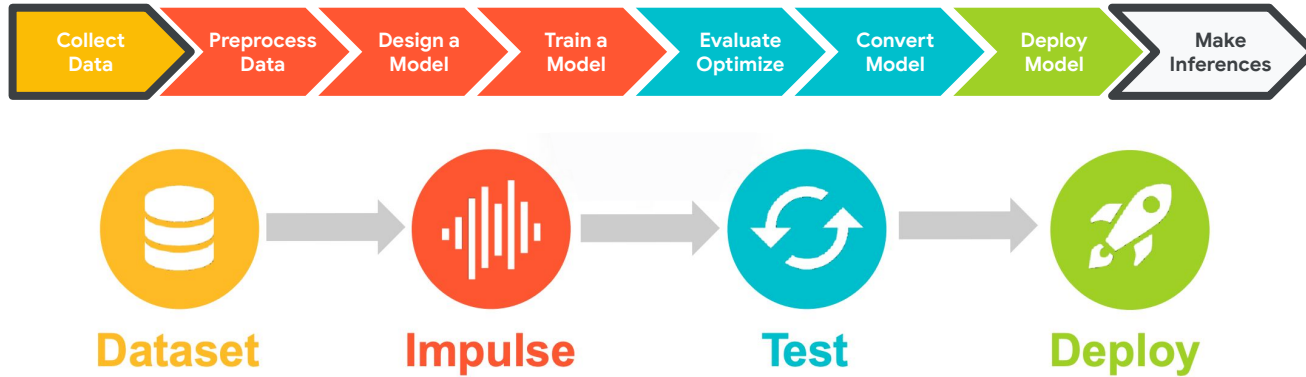 Collect
Data
Preprocess
Data
Design a
Model
Train a
Model
Evaluate
Optimize
Convert
Model
Deploy
Model
Make
Inferences
Dataset
Impulse
Test
Deploy